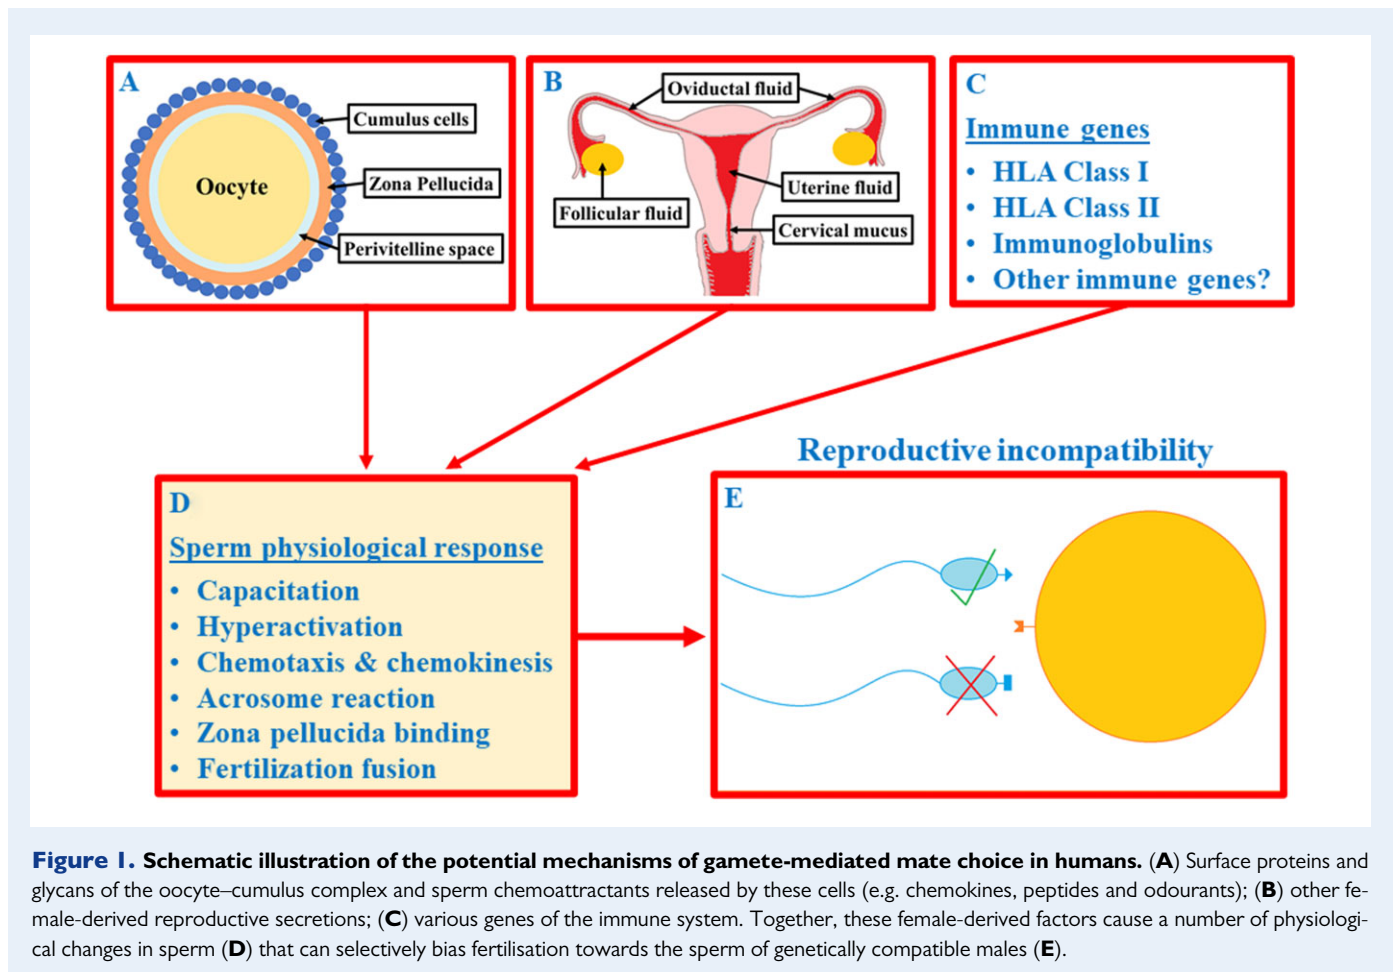 A
Cumulus cells
Oocyte
Zona Pellucida
Perivitelline space
B
Oviductal fluid
Uterine fluid
Follicular fluid
Cervical mucus
C
Immune genes
• HLA Class I
• HLA Class II
• Immunoglobulins
• Other immune genes?
D
Sperm physiological response
• Capacitation
• Hyperactivation
• Chemotaxis & chemokinesis
• Acrosome reaction
• Zona pellucida binding
• Fertilization fusion
Reproductive incompatibility
E
Figure 1. Schematic illustration of the potential mechanisms of gamete-mediated mate choice in humans. (A) Surface proteins and
glycans of the oocyte–cumulus complex and sperm chemoattractants released by these cells (e.g. chemokines, peptides and odourants); (B) other fe-
male-derived reproductive secretions; (C) various genes of the immune system. Together, these female-derived factors cause a number of physiologi-
cal changes in sperm (D) that can selectively bias fertilisation towards the sperm of genetically compatible males (E).